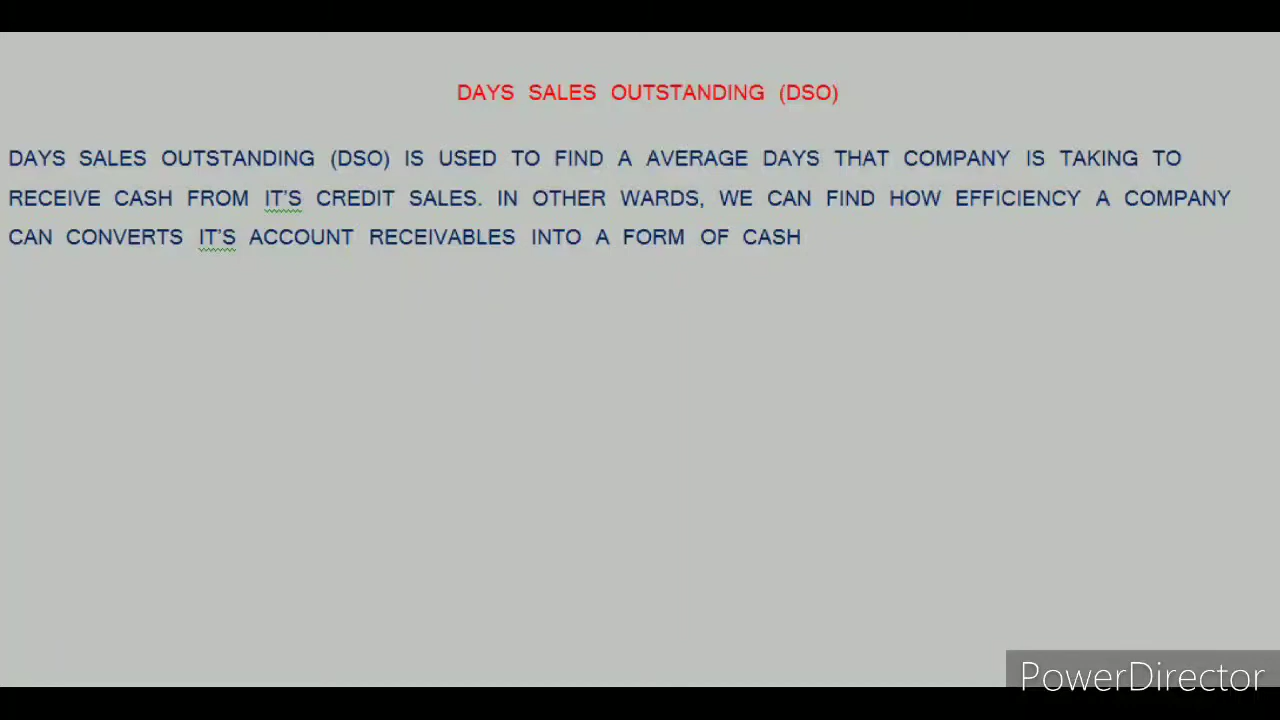 DAYS SALES OUTSTANDING (DSO)
DAYS SALES OUTSTANDING (DSO) IS USED TO FIND A AVERAGE DAYS THAT COMPANY IS TAKING TO
RECEIVE CASH FROM IT'S CREDIT SALES. IN OTHER WARDS, WE CAN FIND HOW EFFICIENCY A COMPANY
CAN CONVERTS IT'S ACCOUNT RECEIVABLES INTO A FORM OF CASH
PowerDirector